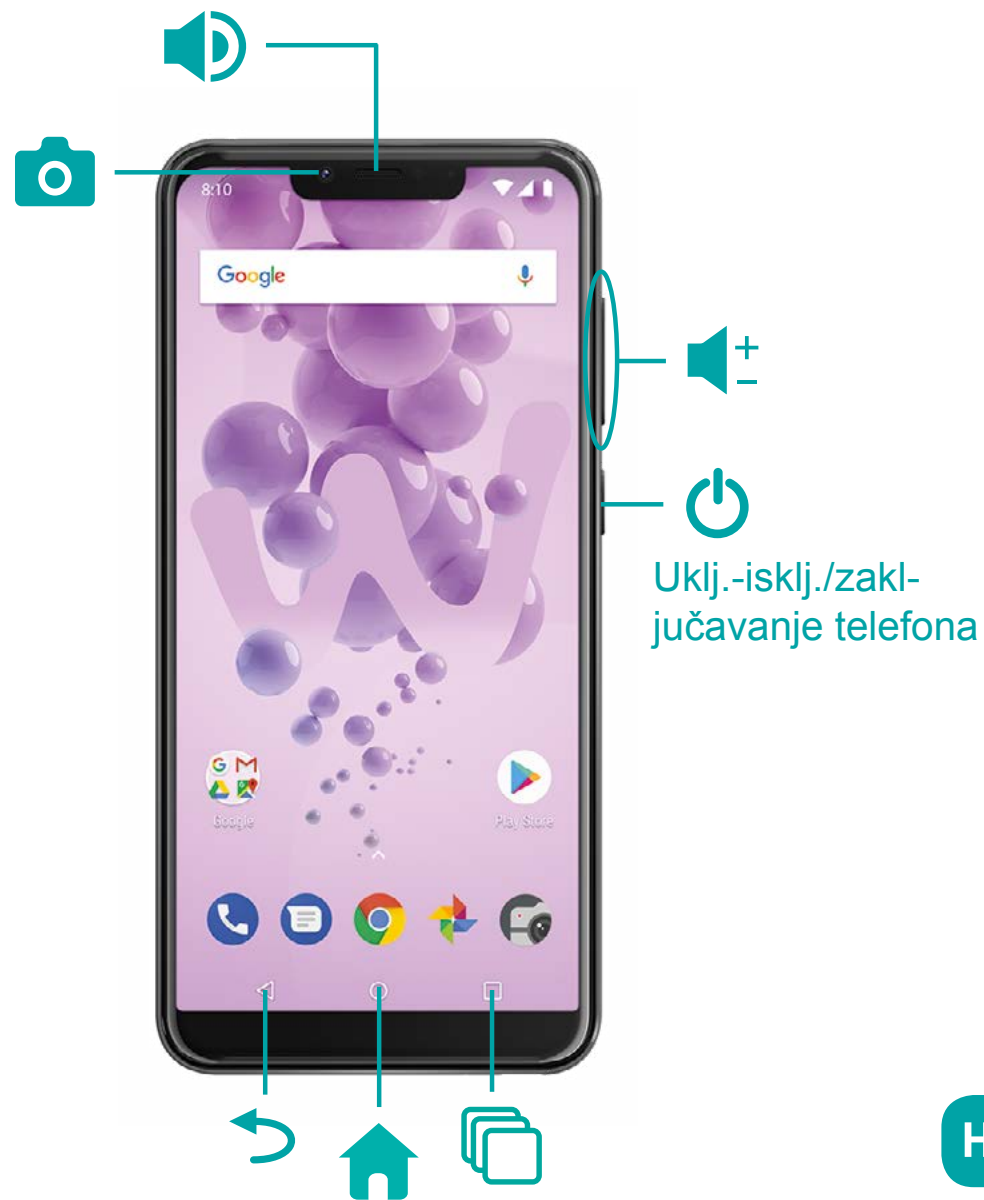 8:10
Google
+
−
Uklj.-isklj./zakl-
jučavanje telefona
G M
Google
Play Store
H